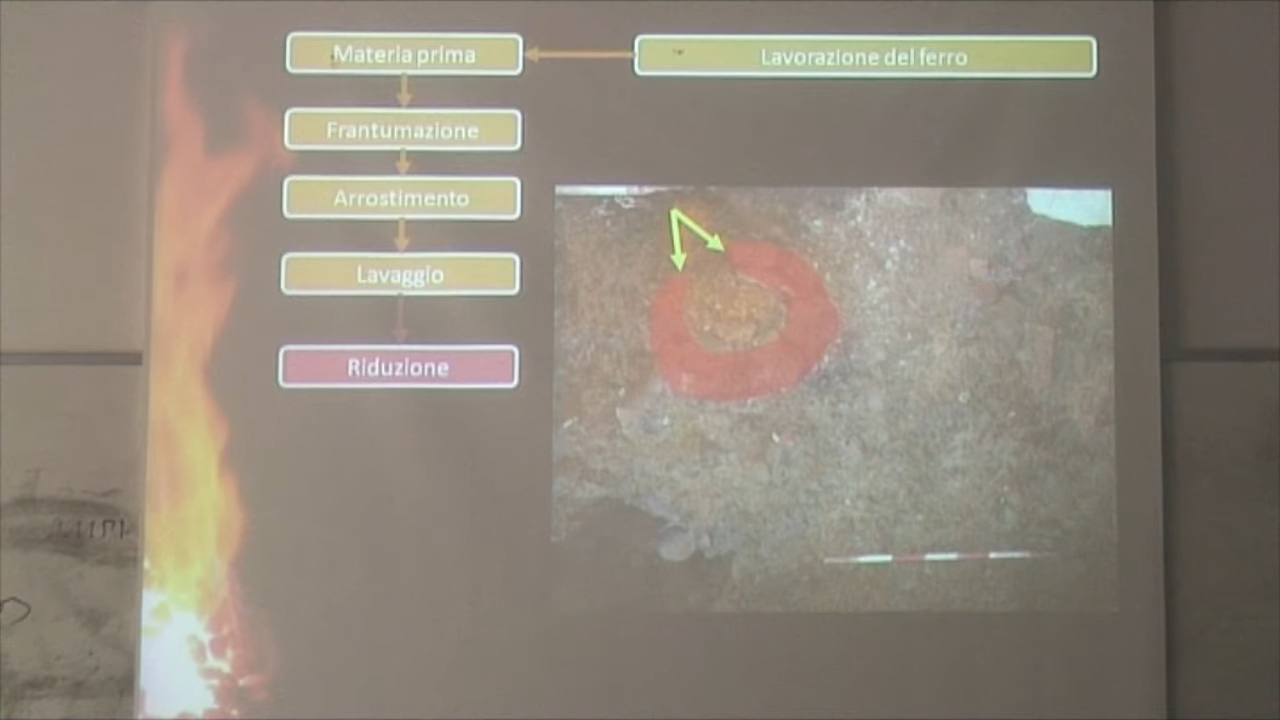 Materia prima
Lavorazione del ferro
Frantumazione
Arrostimento
Lavaggio
Riduzione